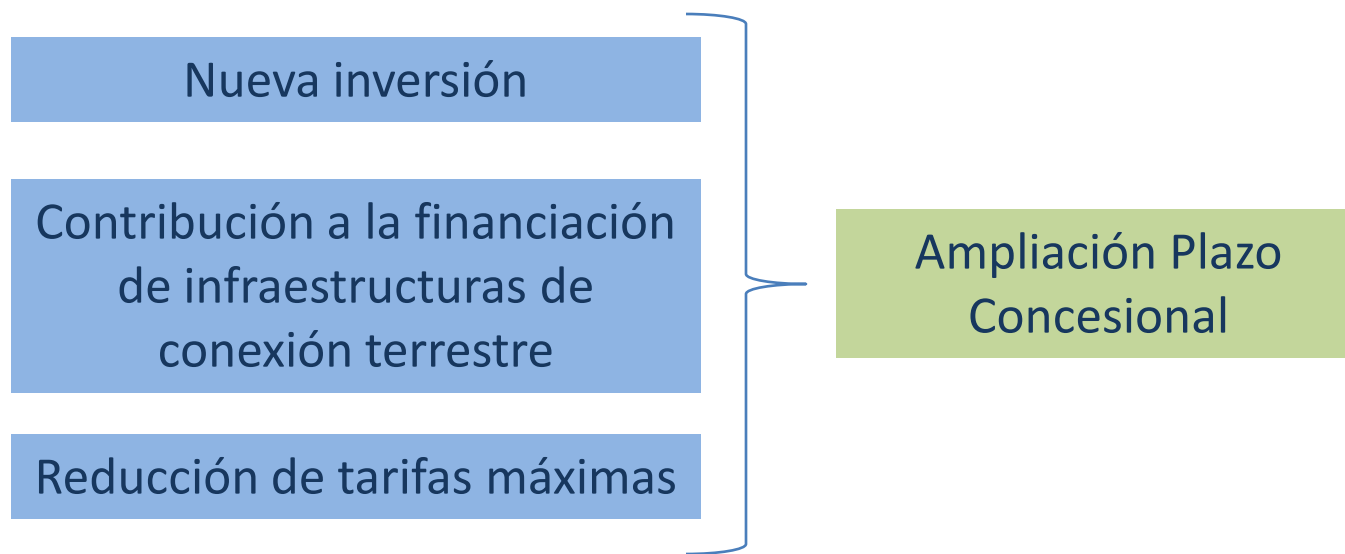 Nueva inversión
Contribución a la financiación
de infraestructuras de
conexión terrestre
Reducción de tarifas máximas
Ampliación Plazo
Concesional